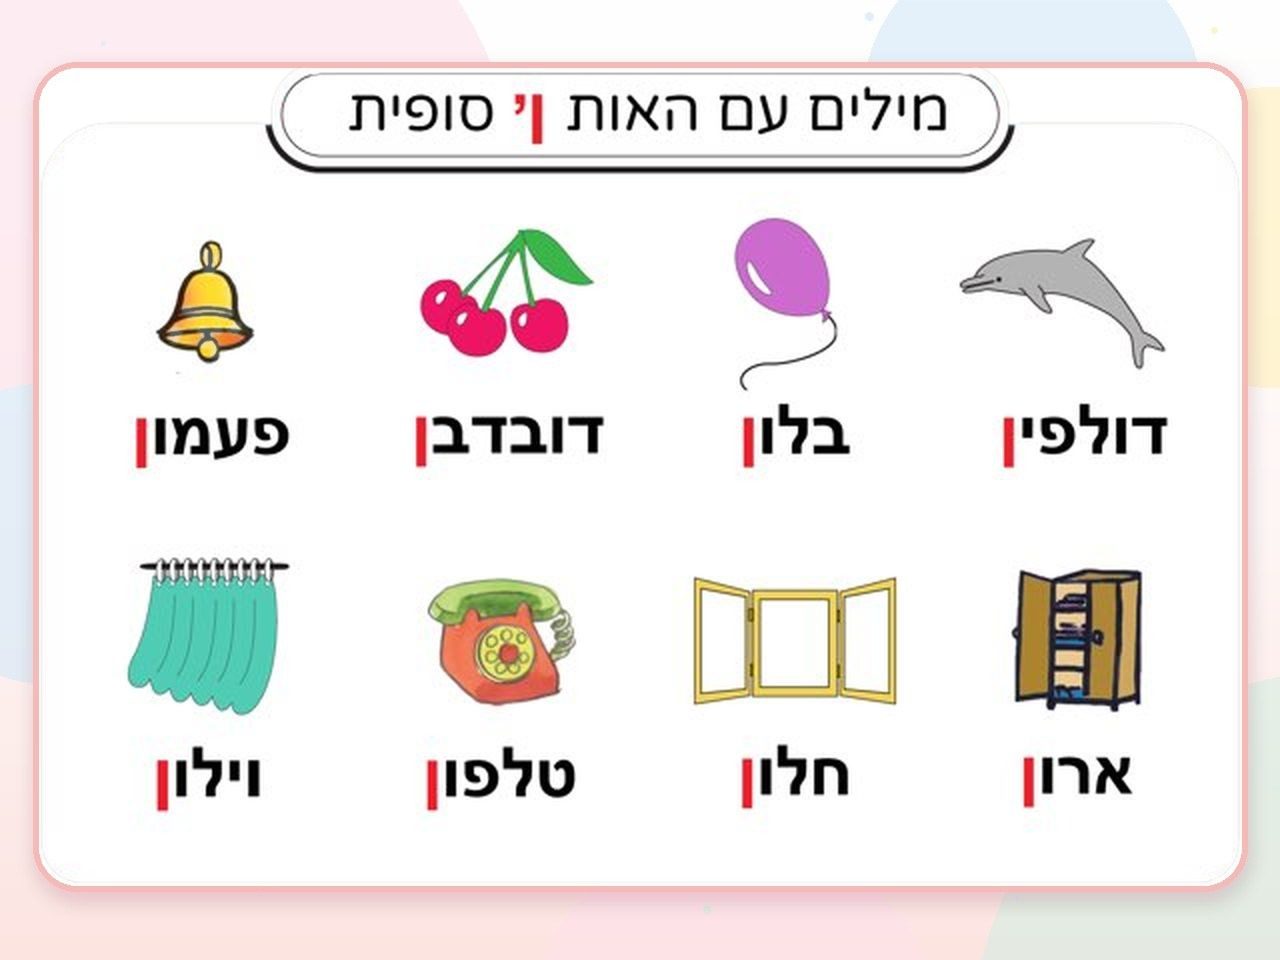 מילים עם האות ן' סופית
דולפין בלון דובדבן פעמון
ארון חלון טלפון וילון